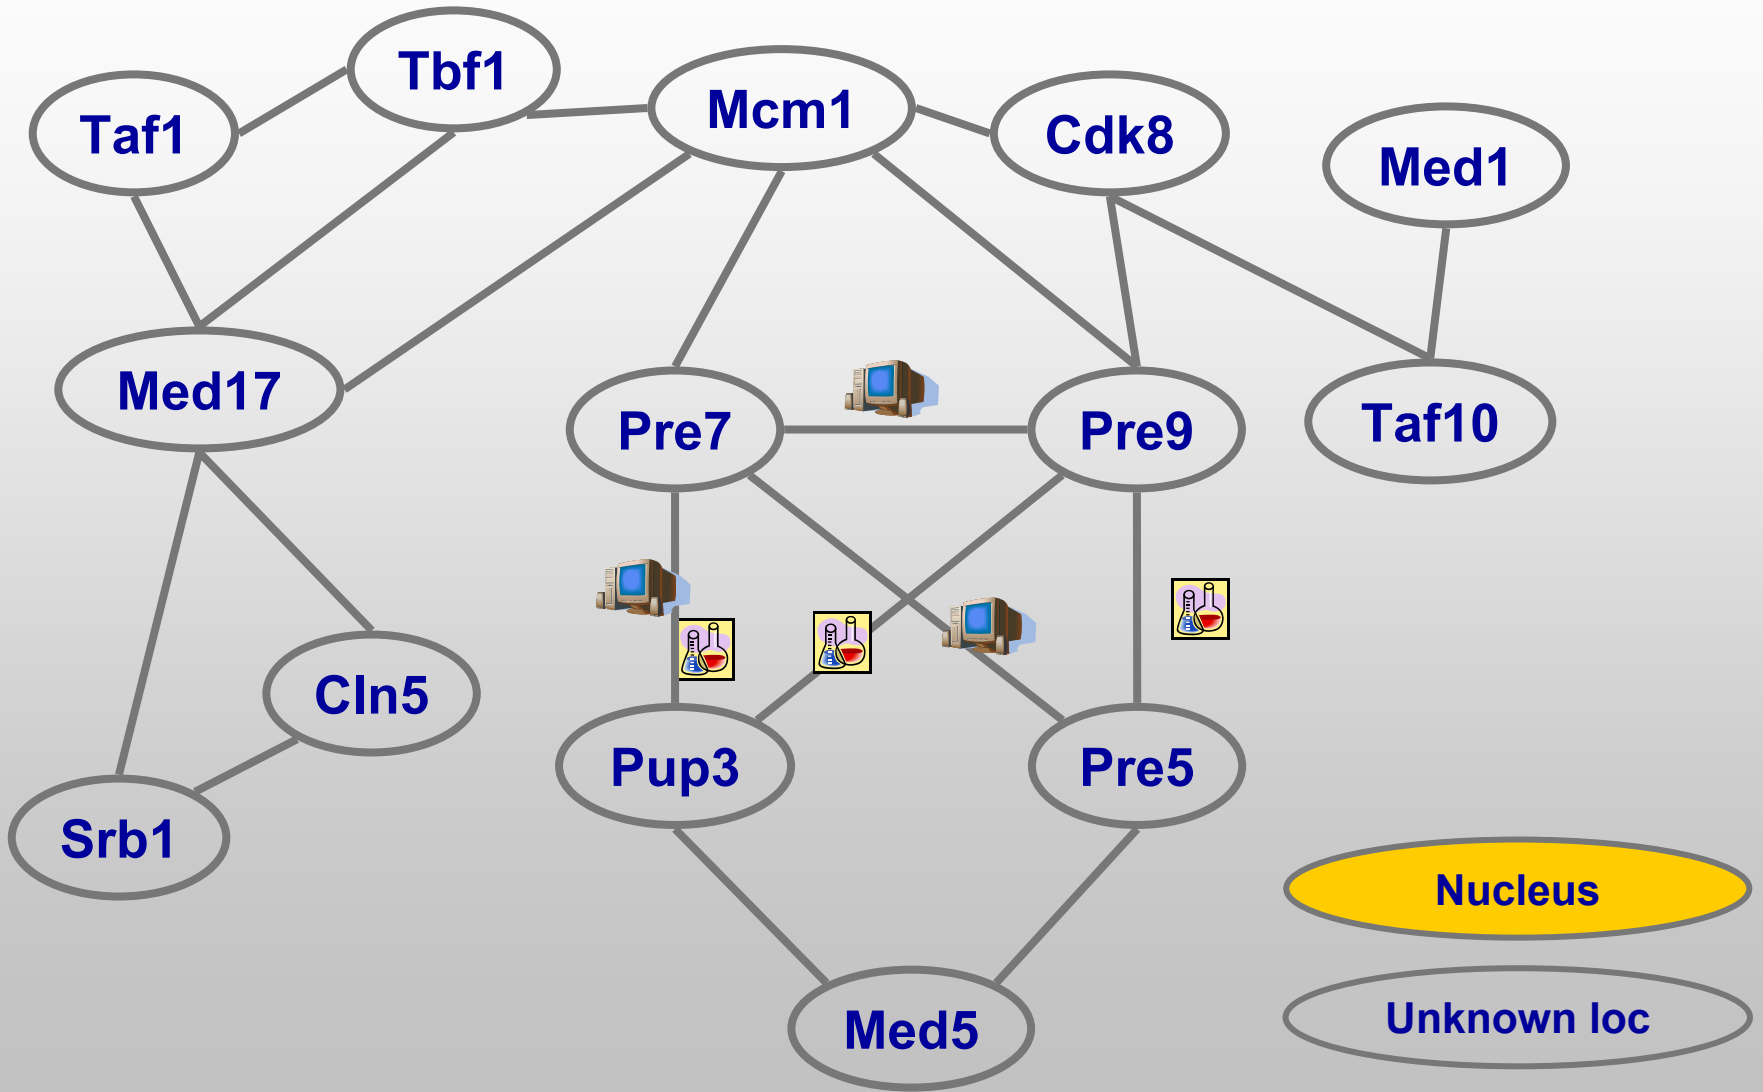 Tbf1
Mcm1
Taf1
Cdk8
Med1
Med17
Pre7
Pre9
Taf10
Cln5
Pup3
Pre5
Srb1
Nucleus
Med5
Unknown loc